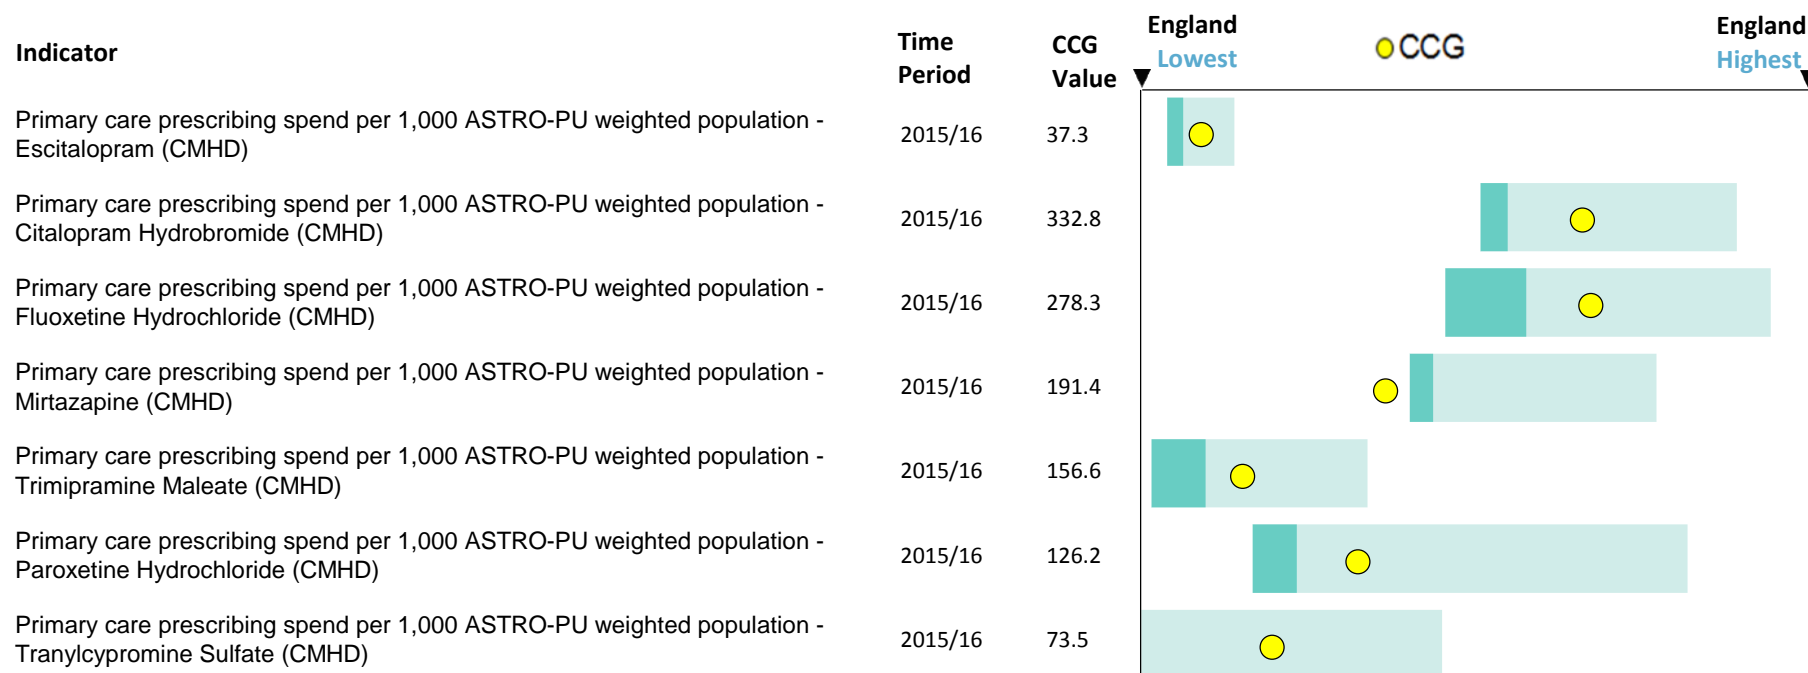 Indicator
Time
Period
CCG
Value
England
Lowest
CCG
England
Highest
Primary care prescribing spend per 1,000 ASTRO-PU weighted population -
Escitalopram (CMHD)
2015/16
37.3
Primary care prescribing spend per 1,000 ASTRO-PU weighted population -
Citalopram Hydrobromide (CMHD)
2015/16
332.8
Primary care prescribing spend per 1,000 ASTRO-PU weighted population -
Fluoxetine Hydrochloride (CMHD)
2015/16
278.3
Primary care prescribing spend per 1,000 ASTRO-PU weighted population -
Mirtazapine (CMHD)
2015/16
191.4
Primary care prescribing spend per 1,000 ASTRO-PU weighted population -
Trimipramine Maleate (CMHD)
2015/16
156.6
Primary care prescribing spend per 1,000 ASTRO-PU weighted population -
Paroxetine Hydrochloride (CMHD)
2015/16
126.2
Primary care prescribing spend per 1,000 ASTRO-PU weighted population -
Tranylcypromine Sulfate (CMHD)
2015/16
73.5